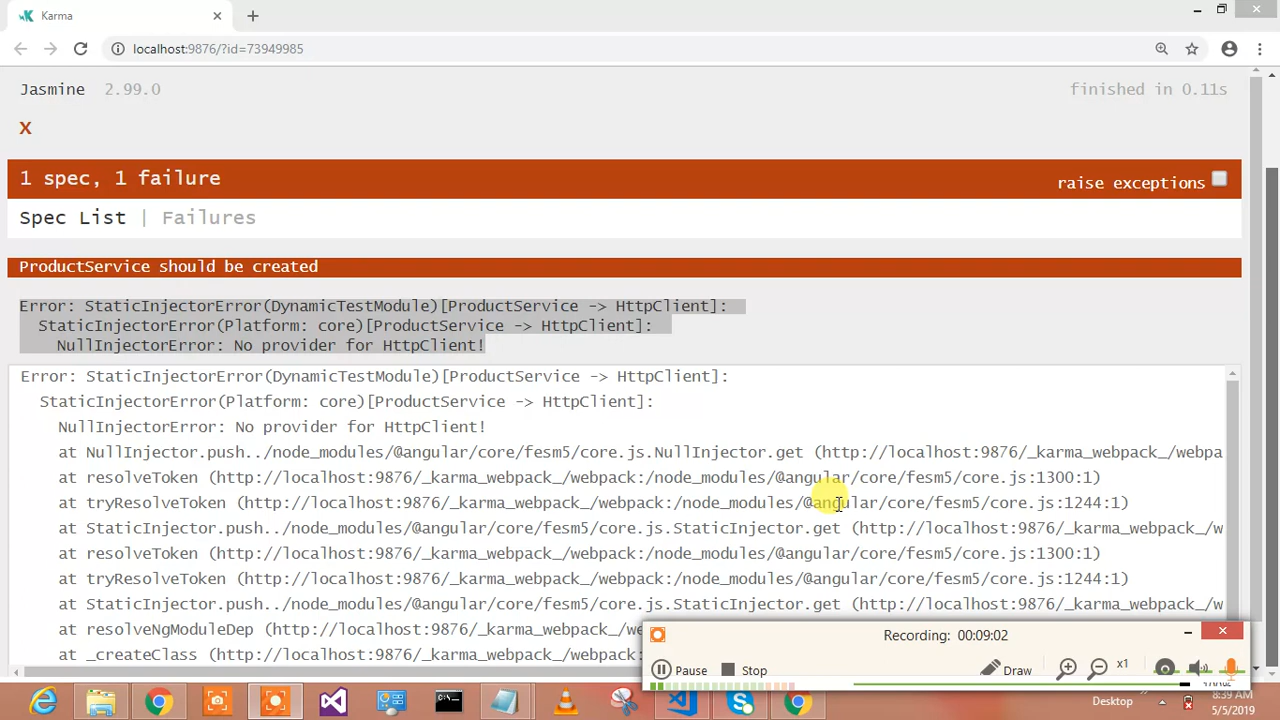 Karma
localhost:9876/?id=73949985
Jasmine 2.99.0 finished in 0.11s
X
1 spec, 1 failure raise exceptions
Spec List | Failures
ProductService should be created
Error: StaticInjectorError(DynamicTestModule)[ProductService -> HttpClient]:
StaticInjectorError(Platform: core)[ProductService -> HttpClient]:
NullInjectorError: No provider for HttpClient!
Error: StaticInjectorError(DynamicTestModule)[ProductService -> HttpClient]:
StaticInjectorError(Platform: core)[ProductService -> HttpClient]:
NullInjectorError: No provider for HttpClient!
at NullInjector.push../node_modules/@angular/core/fesm5/core.js.NullInjector.get (http://localhost:9876/_karma_webpack_/webpa
at resolveToken (http://localhost:9876/_karma_webpack_/webpack:/node_modules/@angular/core/fesm5/core.js:1300:1)
at tryResolveToken (http://localhost:9876/_karma_webpack_/webpack:/node_modules/@angular/core/fesm5/core.js:1244:1)
at StaticInjector.push../node_modules/@angular/core/fesm5/core.js.StaticInjector.get (http://localhost:9876/_karma_webpack_/w
at resolveToken (http://localhost:9876/_karma_webpack_/webpack:/node_modules/@angular/core/fesm5/core.js:1300:1)
at tryResolveToken (http://localhost:9876/_karma_webpack_/webpack:/node_modules/@angular/core/fesm5/core.js:1244:1)
at StaticInjector.push../node_modules/@angular/core/fesm5/core.js.StaticInjector.get (http://localhost:9876/_karma_webpack_/w
at resolveNgModuleDep (http://localhost:9876/_karma_webpack_/webpack:/node_m
at _createClass (http://localhost:9876/_karma_webpack_/webpack:/node_modules
Recording: 00:09:02
Pause Stop Draw x1
Desktop
8:39 AM
5/5/2019